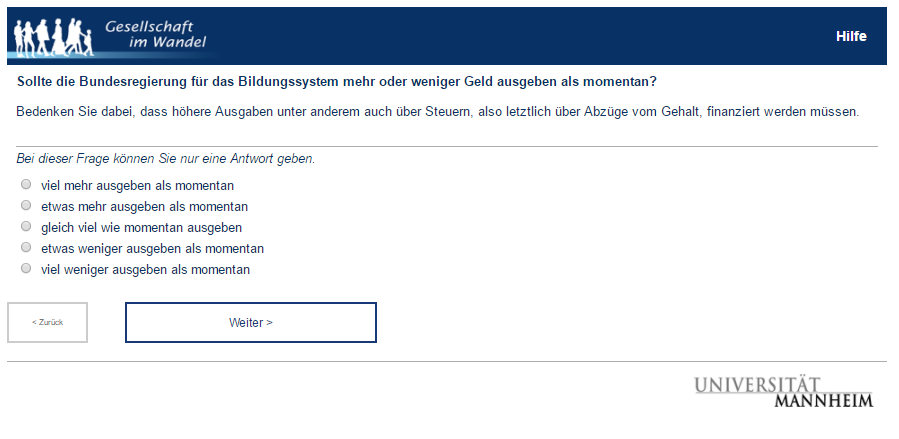 Gesellschaft
im Wandel
Hilfe
Sollte die Bundesregierung für das Bildungssystem mehr oder weniger Geld ausgeben als momentan?
Bedenken Sie dabei, dass höhere Ausgaben unter anderem auch über Steuern, also letztlich über Abzüge vom Gehalt, finanziert werden müssen.
Bei dieser Frage können Sie nur eine Antwort geben.
viel mehr ausgeben als momentan
etwas mehr ausgeben als momentan
gleich viel wie momentan ausgeben
etwas weniger ausgeben als momentan
viel weniger ausgeben als momentan
< Zurück
Weiter >
UNIVERSITÄT
MANNHEIM